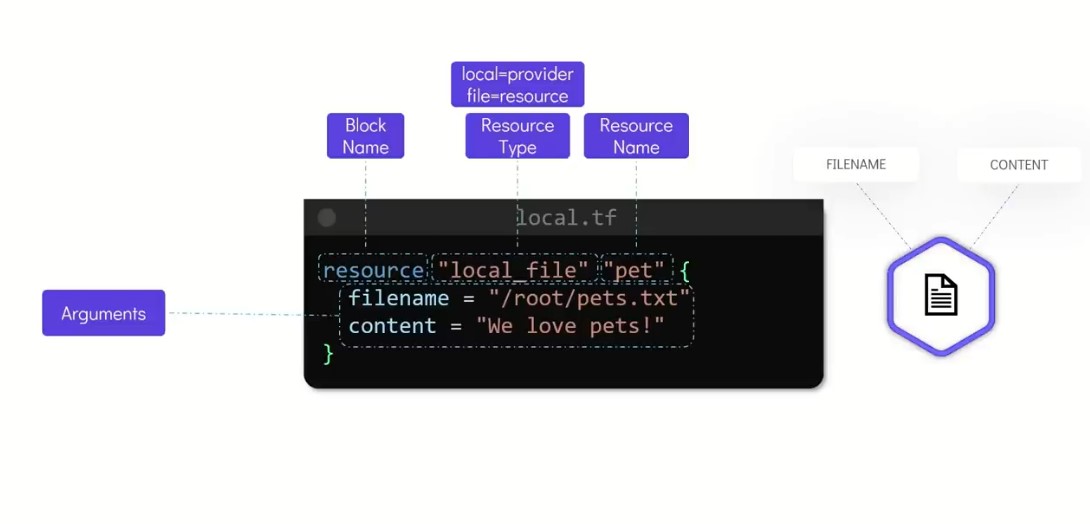 local=provider
file=resource
Block
Name
Resource
Type
Resource
Name
FILENAME
CONTENT
local.tf
resource "local_file" "pet" {
filename = "/root/pets.txt"
content = "We love pets!"
}
Arguments